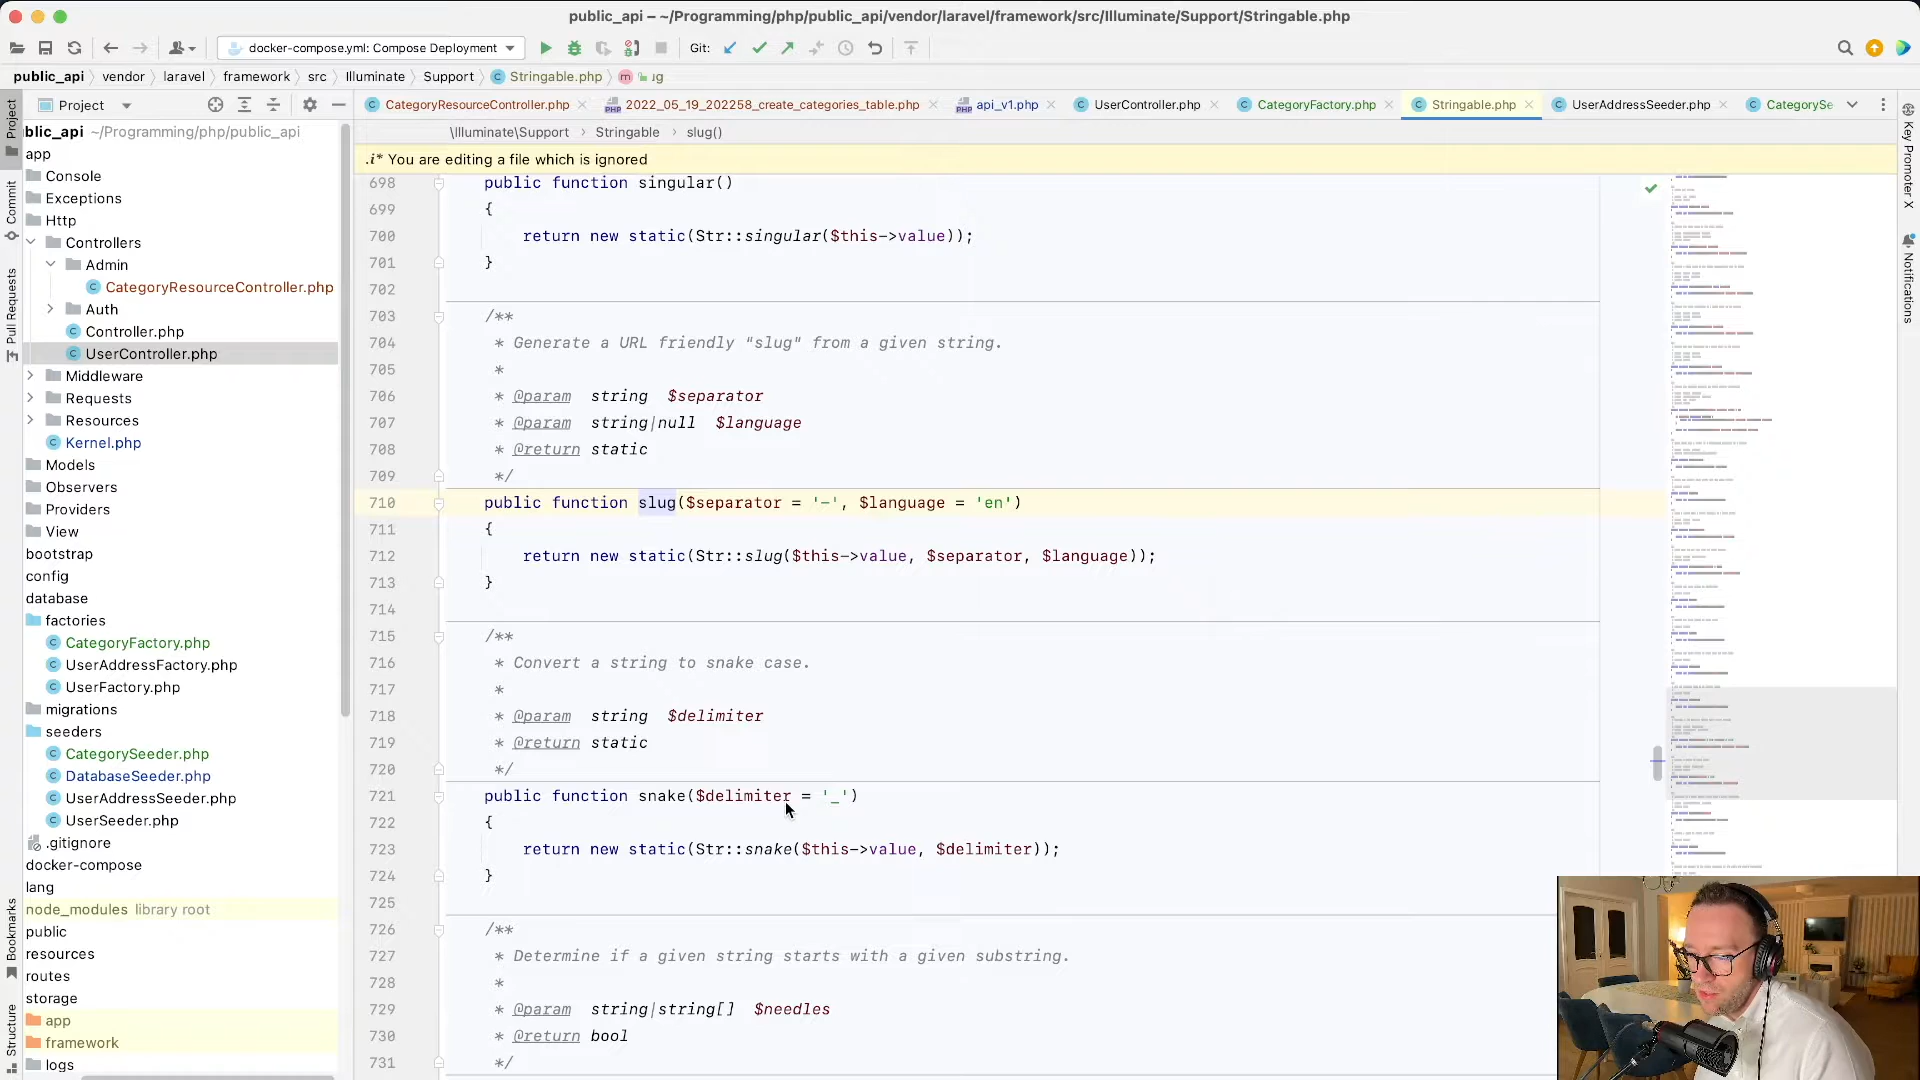 public_api – ~/Programming/php/public_api/vendor/laravel/framework/src/Illuminate/Support/Stringable.php
docker-compose.yml: Compose Deployment
Git:
public_api vendor laravel framework src Illuminate Support Stringable.php
Project
CategoryResourceController.php
2022_05_19_202258_create_categories_table.php
api_v1.php
UserController.php
CategoryFactory.php
Stringable.php
UserAddressSeeder.php
CategorySe
\Illuminate\Support Stringable slug()
.i* You are editing a file which is ignored
Project
Commit
Pull Requests
Bookmarks
Structure
Key Promoter X
Notifications
blic_api ~/Programming/php/public_api
app
Console
Exceptions
Http
Controllers
Admin
CategoryResourceController.php
Auth
Controller.php
UserController.php
Middleware
Requests
Resources
Kernel.php
Models
Observers
Providers
View
bootstrap
config
database
factories
CategoryFactory.php
UserAddressFactory.php
UserFactory.php
migrations
seeders
CategorySeeder.php
DatabaseSeeder.php
UserAddressSeeder.php
UserSeeder.php
.gitignore
docker-compose
lang
node_modules library root
public
resources
routes
storage
app
framework
logs
698 public function singular()
699 {
700 return new static(Str::singular($this->value));
701 }
702
703 /**
704 * Generate a URL friendly "slug" from a given string.
705 *
706 * @param string $separator
707 * @param string|null $language
708 * @return static
709 */
710 public function slug($separator = '-', $language = 'en')
711 {
712 return new static(Str::slug($this->value, $separator, $language));
713 }
714
715 /**
716 * Convert a string to snake case.
717 *
718 * @param string $delimiter
719 * @return static
720 */
721 public function snake($delimiter = '_')
722 {
723 return new static(Str::snake($this->value, $delimiter));
724 }
725
726 /**
727 * Determine if a given string starts with a given substring.
728 *
729 * @param string|string[] $needles
730 * @return bool
731 */